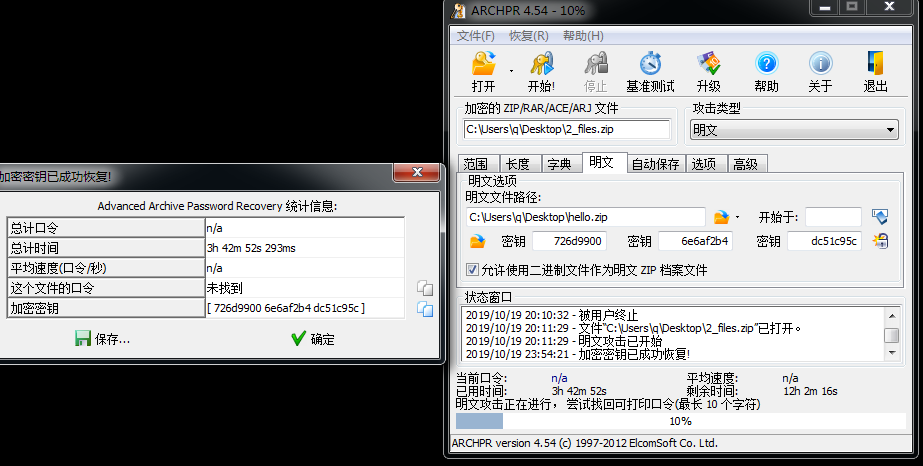 ARCHPR 4.54 - 10%
文件(F) 恢复(R) 帮助(H)
打开 开始! 停止 基准测试 升级 帮助 关于 退出
加密的 ZIP/RAR/ACE/ARJ 文件 攻击类型
C:\Users\q\Desktop\2_files.zip 明文
范围 长度 字典 明文 自动保存 选项 高级
明文选项
明文文件路径:
C:\Users\q\Desktop\hello.zip 开始于:
密钥 726d9900 密钥 6e6af2b4 密钥 dc51c95c
允许使用二进制文件作为明文 ZIP 档案文件
状态窗口
2019/10/19 20:10:32 - 被用户终止
2019/10/19 20:11:29 - 文件“C:\Users\q\Desktop\2_files.zip”已打开。
2019/10/19 20:11:29 - 明文攻击已开始
2019/10/19 23:54:21 - 加密密钥已成功恢复!
当前口令: n/a 平均速度: n/a
已用时间: 3h 42m 52s 剩余时间: 12h 2m 16s
明文攻击正在进行，尝试找回可打印口令(最长 10 个字符)
10%
ARCHPR version 4.54 (c) 1997-2012 ElcomSoft Co. Ltd.
加密密钥已成功恢复!
Advanced Archive Password Recovery 统计信息:
总计口令 n/a
总计时间 3h 42m 52s 293ms
平均速度(口令/秒) n/a
这个文件的口令 未找到
加密密钥 [ 726d9900 6e6af2b4 dc51c95c ]
保存... 确定